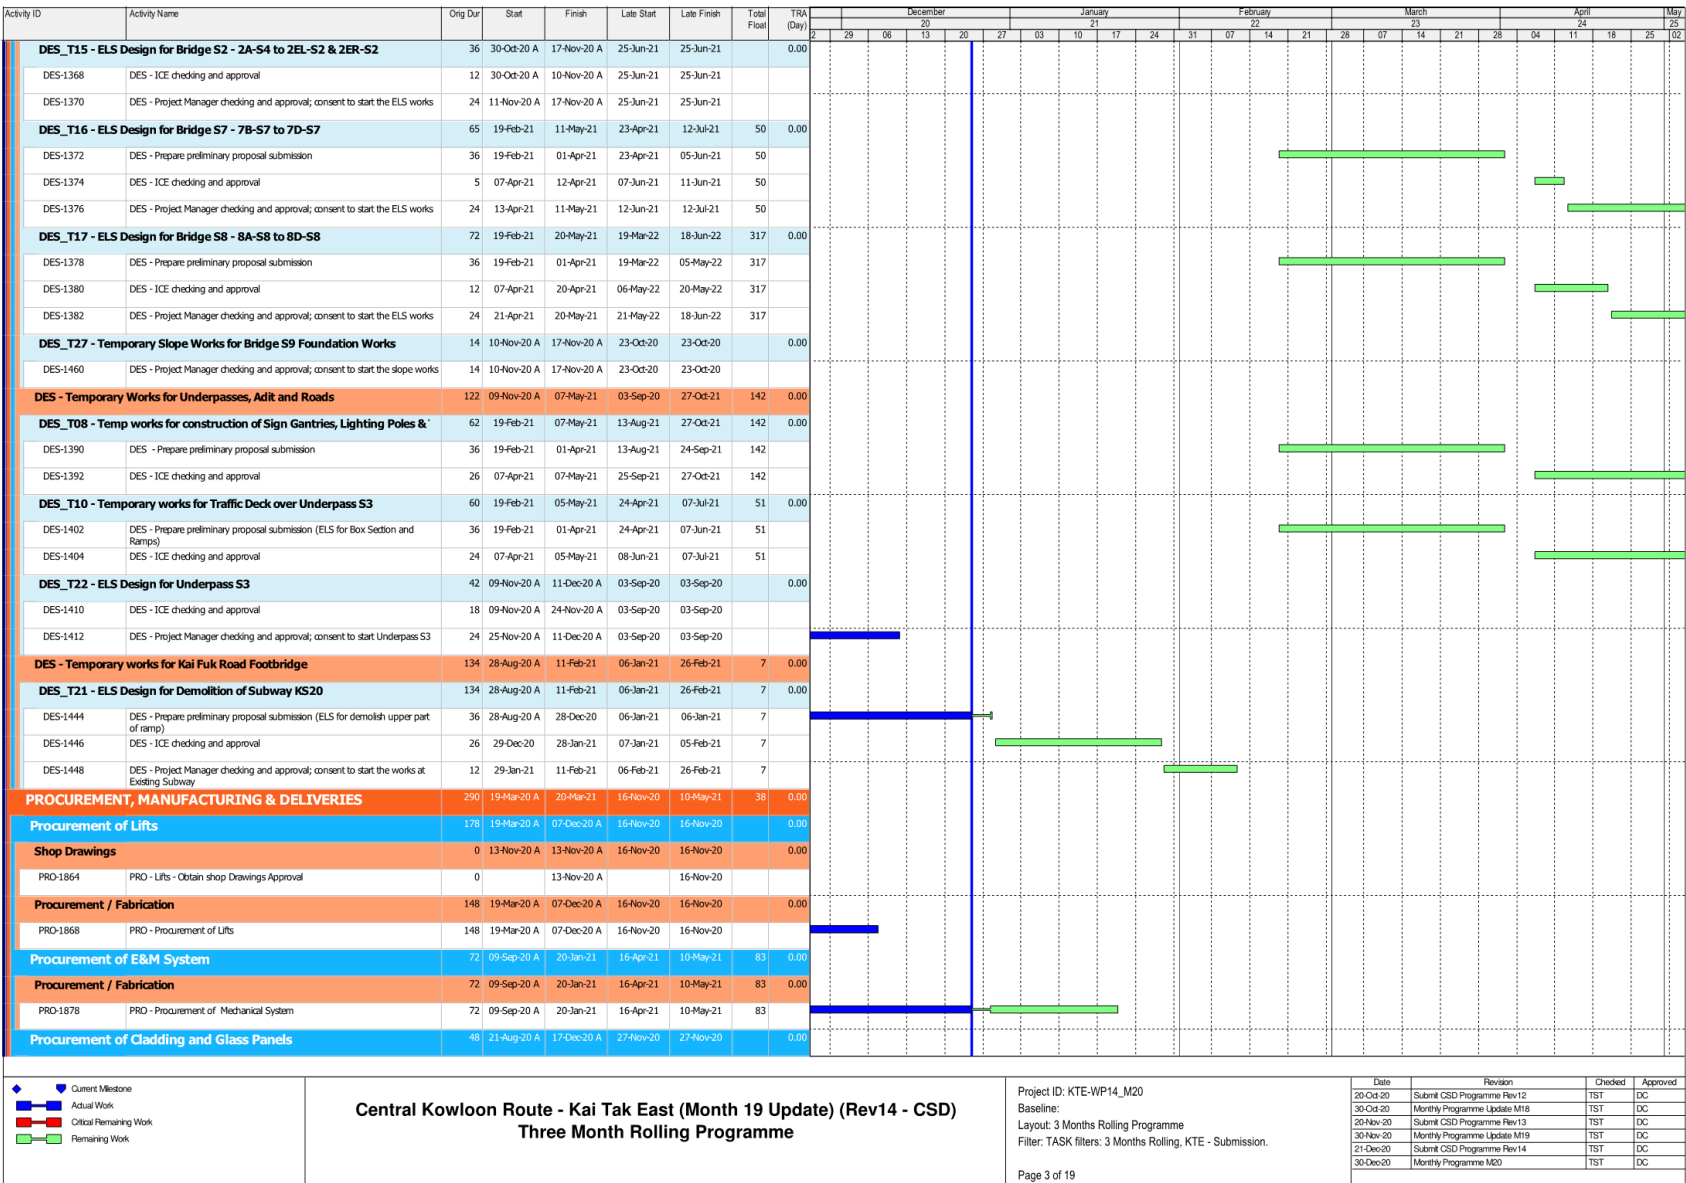 Activity ID Activity Name Orig Dur Start Finish Late Start Late Finish Total Float TRA (Day) December January February March April May
20 21 22 23 24 25
2 29 06 13 20 27 03 10 17 24 31 07 14 21 28 07 14 21 28 04 11 18 25 02
DES_T15 - ELS Design for Bridge S2 - 2A-S4 to 2EL-S2 & 2ER-S2 36 30-Oct-20 A 17-Nov-20 A 25-Jun-21 25-Jun-21 0.00
DES-1368 DES - ICE checking and approval 12 30-Oct-20 A 10-Nov-20 A 25-Jun-21 25-Jun-21
DES-1370 DES - Project Manager checking and approval; consent to start the ELS works 24 11-Nov-20 A 17-Nov-20 A 25-Jun-21 25-Jun-21
DES_T16 - ELS Design for Bridge S7 - 7B-S7 to 7D-S7 65 19-Feb-21 11-May-21 23-Apr-21 12-Jul-21 50 0.00
DES-1372 DES - Prepare preliminary proposal submission 36 19-Feb-21 01-Apr-21 23-Apr-21 05-Jun-21 50
DES-1374 DES - ICE checking and approval 5 07-Apr-21 12-Apr-21 07-Jun-21 11-Jun-21 50
DES-1376 DES - Project Manager checking and approval; consent to start the ELS works 24 13-Apr-21 11-May-21 12-Jun-21 12-Jul-21 50
DES_T17 - ELS Design for Bridge S8 - 8A-S8 to 8D-S8 72 19-Feb-21 20-May-21 19-Mar-22 18-Jun-22 317 0.00
DES-1378 DES - Prepare preliminary proposal submission 36 19-Feb-21 01-Apr-21 19-Mar-22 05-May-22 317
DES-1380 DES - ICE checking and approval 12 07-Apr-21 20-Apr-21 06-May-22 20-May-22 317
DES-1382 DES - Project Manager checking and approval; consent to start the ELS works 24 21-Apr-21 20-May-21 21-May-22 18-Jun-22 317
DES_T27 - Temporary Slope Works for Bridge S9 Foundation Works 14 10-Nov-20 A 17-Nov-20 A 23-Oct-20 23-Oct-20 0.00
DES-1460 DES - Project Manager checking and approval; consent to start the slope works 14 10-Nov-20 A 17-Nov-20 A 23-Oct-20 23-Oct-20
DES - Temporary Works for Underpasses, Adit and Roads 122 09-Nov-20 A 07-May-21 03-Sep-20 27-Oct-21 142 0.00
DES_T08 - Temp works for construction of Sign Gantries, Lighting Poles & 62 19-Feb-21 07-May-21 13-Aug-21 27-Oct-21 142 0.00
DES-1390 DES - Prepare preliminary proposal submission 36 19-Feb-21 01-Apr-21 13-Aug-21 24-Sep-21 142
DES-1392 DES - ICE checking and approval 26 07-Apr-21 07-May-21 25-Sep-21 27-Oct-21 142
DES_T10 - Temporary works for Traffic Deck over Underpass S3 60 19-Feb-21 05-May-21 24-Apr-21 07-Jul-21 51 0.00
DES-1402 DES - Prepare preliminary proposal submission (ELS for Box Section and Ramps) 36 19-Feb-21 01-Apr-21 24-Apr-21 07-Jun-21 51
DES-1404 DES - ICE checking and approval 24 07-Apr-21 05-May-21 08-Jun-21 07-Jul-21 51
DES_T22 - ELS Design for Underpass S3 42 09-Nov-20 A 11-Dec-20 A 03-Sep-20 03-Sep-20 0.00
DES-1410 DES - ICE checking and approval 18 09-Nov-20 A 24-Nov-20 A 03-Sep-20 03-Sep-20
DES-1412 DES - Project Manager checking and approval; consent to start Underpass S3 24 25-Nov-20 A 11-Dec-20 A 03-Sep-20 03-Sep-20
DES - Temporary works for Kai Fuk Road Footbridge 134 28-Aug-20 A 11-Feb-21 06-Jan-21 26-Feb-21 7 0.00
DES_T21 - ELS Design for Demolition of Subway KS20 134 28-Aug-20 A 11-Feb-21 06-Jan-21 26-Feb-21 7 0.00
DES-1444 DES - Prepare preliminary proposal submission (ELS for demolish upper part of ramp) 36 28-Aug-20 A 28-Dec-20 06-Jan-21 06-Jan-21 7
DES-1446 DES - ICE checking and approval 26 29-Dec-20 28-Jan-21 07-Jan-21 05-Feb-21 7
DES-1448 DES - Project Manager checking and approval; consent to start the works at Existing Subway 12 29-Jan-21 11-Feb-21 06-Feb-21 26-Feb-21 7
PROCUREMENT, MANUFACTURING & DELIVERIES 290 19-Mar-20 A 20-Mar-21 16-Nov-20 10-May-21 38 0.00
Procurement of Lifts 178 19-Mar-20 A 07-Dec-20 A 16-Nov-20 16-Nov-20 0.00
Shop Drawings 0 13-Nov-20 A 13-Nov-20 A 16-Nov-20 16-Nov-20 0.00
PRO-1864 PRO - Lifts - Obtain shop Drawings Approval 0 13-Nov-20 A 16-Nov-20
Procurement / Fabrication 148 19-Mar-20 A 07-Dec-20 A 16-Nov-20 16-Nov-20 0.00
PRO-1868 PRO - Procurement of Lifts 148 19-Mar-20 A 07-Dec-20 A 16-Nov-20 16-Nov-20
Procurement of E&M System 72 09-Sep-20 A 20-Jan-21 16-Apr-21 10-May-21 83 0.00
Procurement / Fabrication 72 09-Sep-20 A 20-Jan-21 16-Apr-21 10-May-21 83 0.00
PRO-1878 PRO - Procurement of Mechanical System 72 09-Sep-20 A 20-Jan-21 16-Apr-21 10-May-21 83
Procurement of Cladding and Glass Panels 48 21-Aug-20 A 17-Dec-20 A 27-Nov-20 27-Nov-20 0.00
Current Milestone
Actual Work
Critical Remaining Work
Remaining Work
Central Kowloon Route - Kai Tak East (Month 19 Update) (Rev14 - CSD)
Three Month Rolling Programme
Project ID: KTE-WP14_M20
Baseline:
Layout: 3 Months Rolling Programme
Filter: TASK filters: 3 Months Rolling, KTE - Submission.
Page 3 of 19
Date Revision Checked Approved
20-Oct-20 Submit CSD Programme Rev12 TST DC
30-Oct-20 Monthly Programme Update M18 TST DC
20-Nov-20 Submit CSD Programme Rev13 TST DC
30-Nov-20 Monthly Programme Update M19 TST DC
21-Dec-20 Submit CSD Programme Rev14 TST DC
30-Dec-20 Monthly Programme M20 TST DC